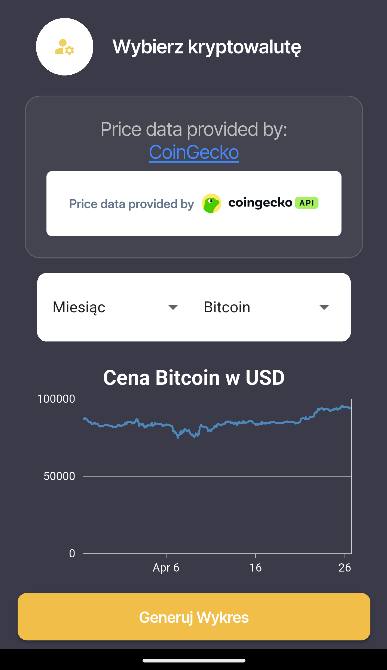 Wybierz kryptowalutę
Price data provided by:
CoinGecko
Price data provided by coingecko API
Miesiąc Bitcoin
Cena Bitcoin w USD
100000
50000
0
Apr 6 16 26
Generuj Wykres